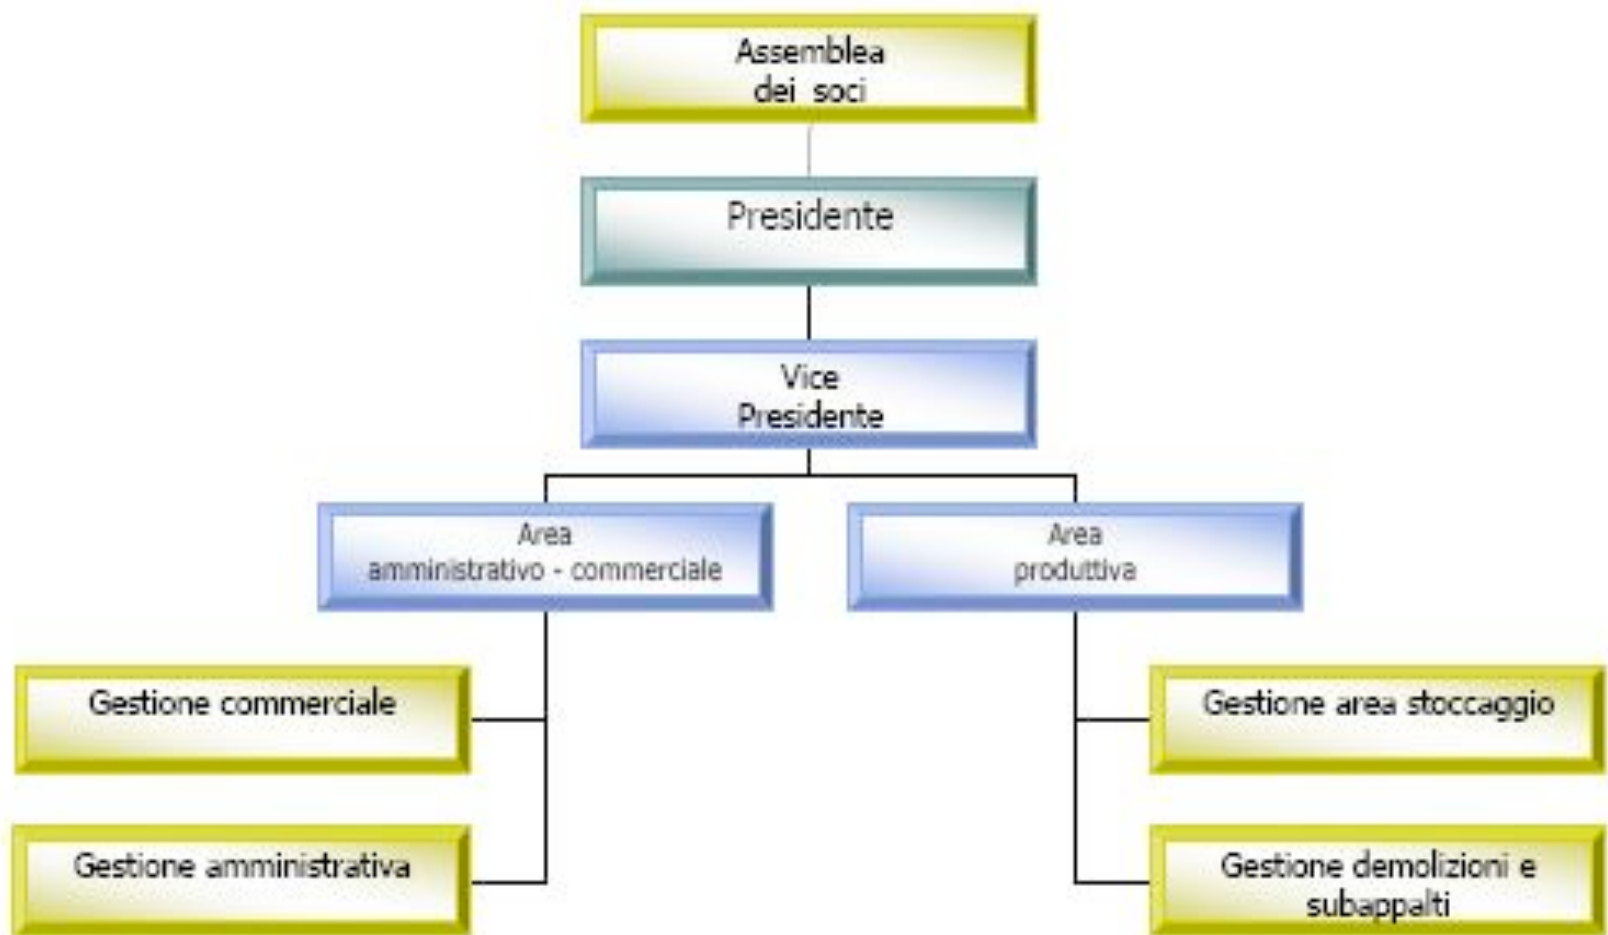 Assemblea
dei soci
Presidente
Vice
Presidente
Area
amministrativo - commerciale
Area
produttiva
Gestione commerciale
Gestione area stoccaggio
Gestione amministrativa
Gestione demolizioni e
subappalti